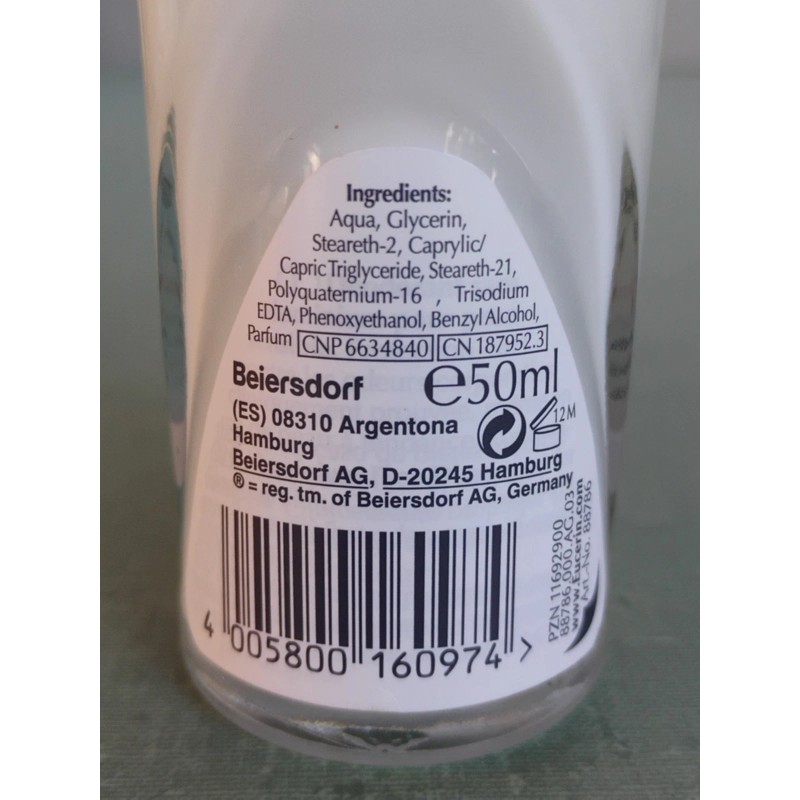 Ingredients:
Aqua, Glycerin,
Steareth-2, Caprylic/
Capric Triglyceride, Steareth-21,
Polyquaternium-16 , Trisodium
EDTA, Phenoxyethanol, Benzyl Alcohol,
Parfum CNP 6634840 CN 187952.3
Beiersdorf ℮50ml
(ES) 08310 Argentona
12M
Hamburg
Beiersdorf AG, D-20245 Hamburg
® = reg. tm. of Beiersdorf AG, Germany
4 005800 160974 >
PZN 11692900
88786.000.AG.03
www.Eucerin.com
Art.-No. 88786